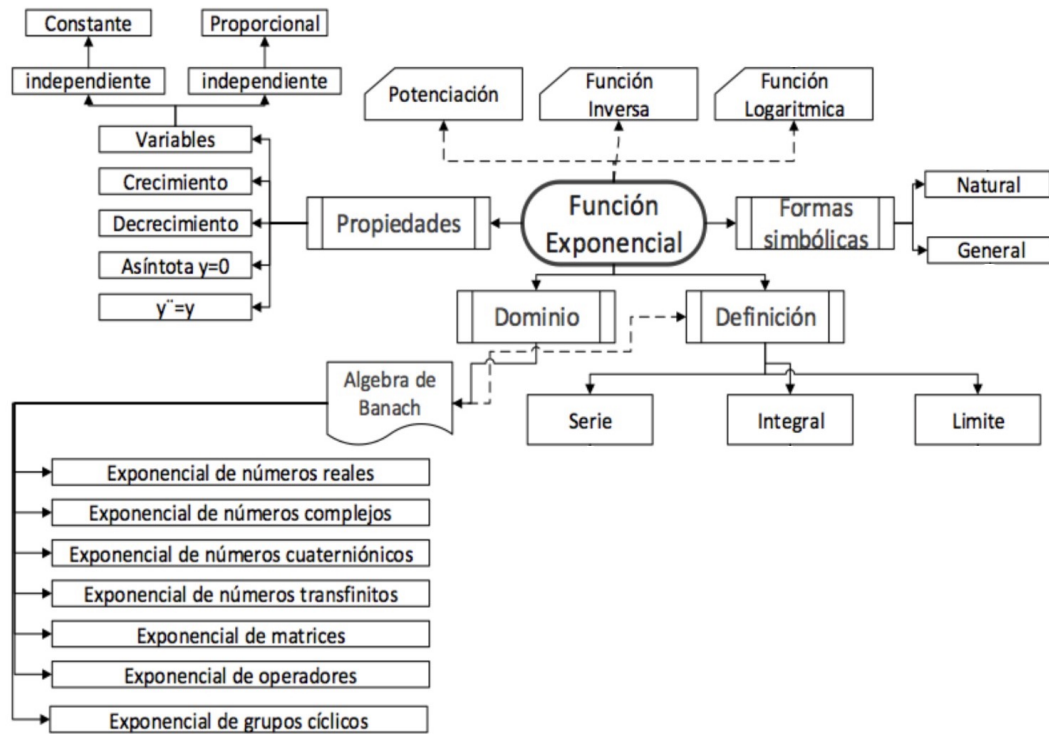 Constante
Proporcional
independiente
independiente
Potenciación
Función
Inversa
Función
Logaritmica
Variables
Crecimiento
Decrecimiento
Asíntota y=0
y¨=y
Propiedades
Función
Exponencial
Formas
simbólicas
Natural
General
Dominio
Definición
Algebra de
Banach
Serie
Integral
Limite
Exponencial de números reales
Exponencial de números complejos
Exponencial de números cuaterniónicos
Exponencial de números transfinitos
Exponencial de matrices
Exponencial de operadores
Exponencial de grupos cíclicos